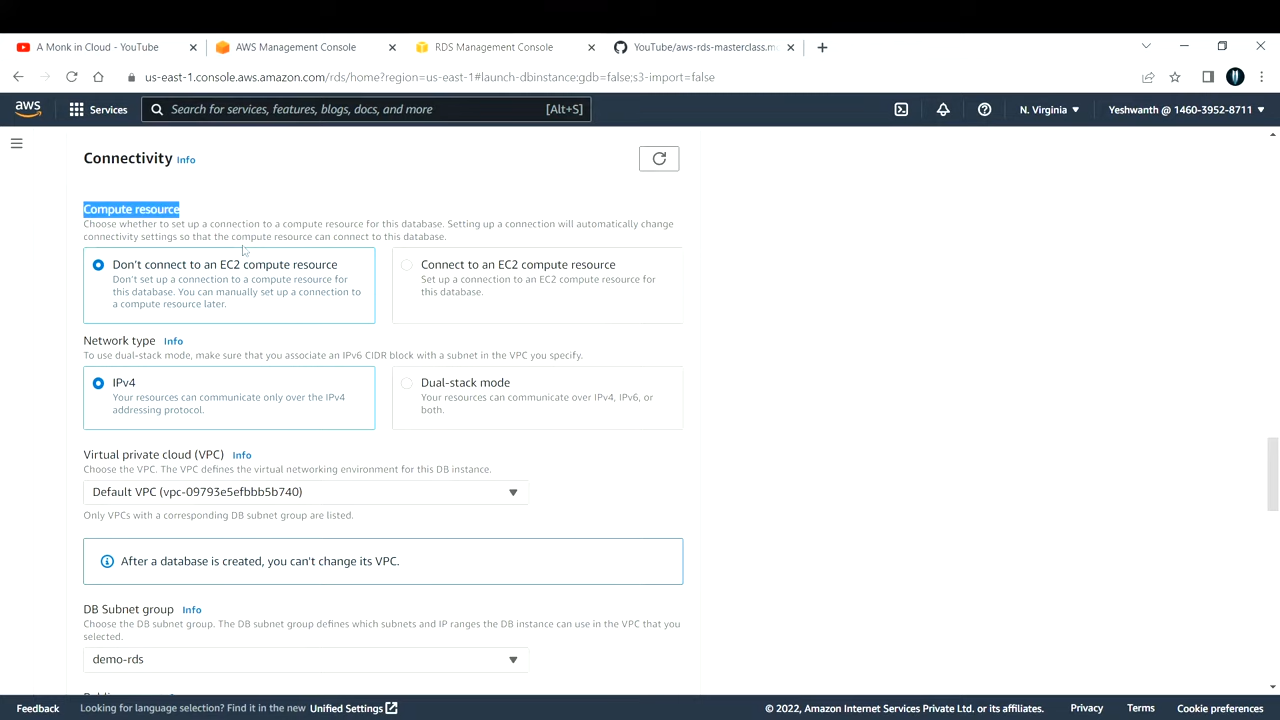 A Monk in Cloud - YouTube
AWS Management Console
RDS Management Console
YouTube/aws-rds-masterclass.m
us-east-1.console.aws.amazon.com/rds/home?region=us-east-1#launch-dbinstance:gdb=false;s3-import=false
aws
Services
Search for services, features, blogs, docs, and more
[Alt+S]
N. Virginia
Yeshwanth @ 1460-3952-8711
Connectivity Info
Compute resource
Choose whether to set up a connection to a compute resource for this database. Setting up a connection will automatically change
connectivity settings so that the compute resource can connect to this database.
Don't connect to an EC2 compute resource
Don't set up a connection to a compute resource for
this database. You can manually set up a connection to
a compute resource later.
Connect to an EC2 compute resource
Set up a connection to an EC2 compute resource for
this database.
Network type Info
To use dual-stack mode, make sure that you associate an IPv6 CIDR block with a subnet in the VPC you specify.
IPv4
Your resources can communicate only over the IPv4
addressing protocol.
Dual-stack mode
Your resources can communicate over IPv4, IPv6, or
both.
Virtual private cloud (VPC) Info
Choose the VPC. The VPC defines the virtual networking environment for this DB instance.
Default VPC (vpc-09793e5efbbb5b740)
Only VPCs with a corresponding DB subnet group are listed.
After a database is created, you can't change its VPC.
DB Subnet group Info
Choose the DB subnet group. The DB subnet group defines which subnets and IP ranges the DB instance can use in the VPC that you
selected.
demo-rds
Feedback
Looking for language selection? Find it in the new Unified Settings
© 2022, Amazon Internet Services Private Ltd. or its affiliates.
Privacy
Terms
Cookie preferences